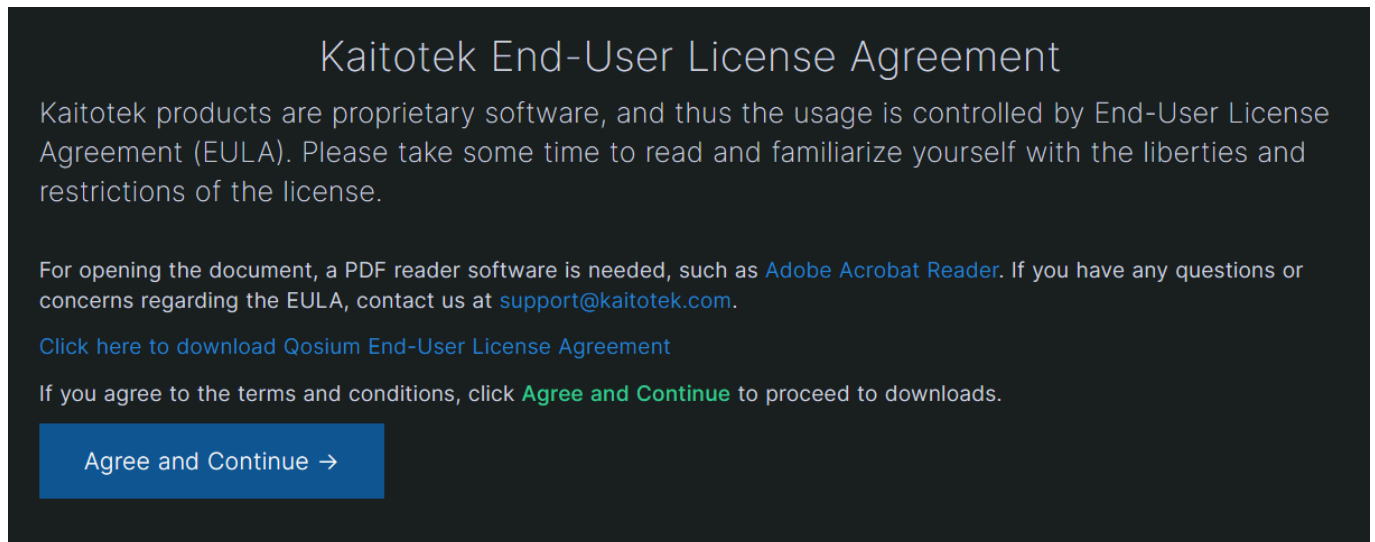 Kaitotek End-User License Agreement
Kaitotek products are proprietary software, and thus the usage is controlled by End-User License
Agreement (EULA). Please take some time to read and familiarize yourself with the liberties and
restrictions of the license.
For opening the document, a PDF reader software is needed, such as Adobe Acrobat Reader. If you have any questions or
concerns regarding the EULA, contact us at support@kaitotek.com.
Click here to download Qosium End-User License Agreement
If you agree to the terms and conditions, click Agree and Continue to proceed to downloads.
Agree and Continue →